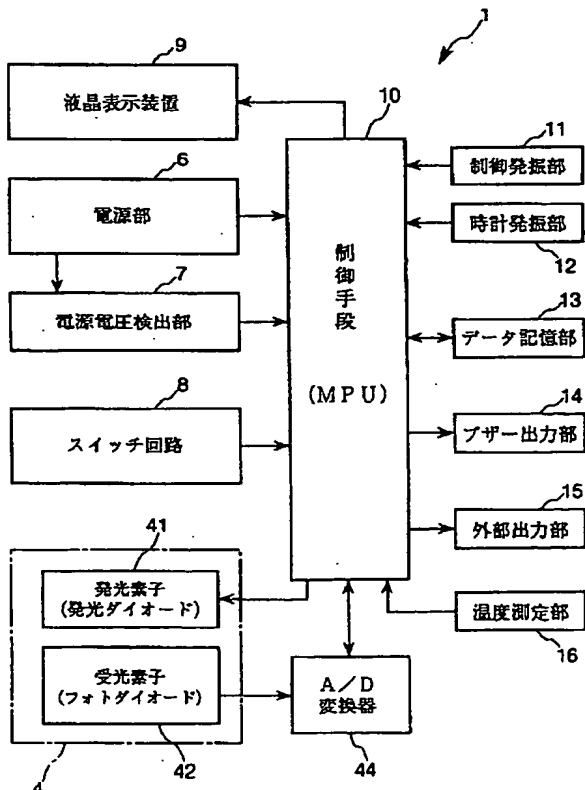 1
9
液晶表示装置
10
6
電源部
11
制御発振部
時計発振部
12
7
電源電圧検出部
制御手段
(MPU)
13
データ記憶部
8
スイッチ回路
14
ブザー出力部
15
外部出力部
41
発光素子
(発光ダイオード)
温度測定部
16
受光素子
(フォトダイオード)
42
A/D
変換器
44
4